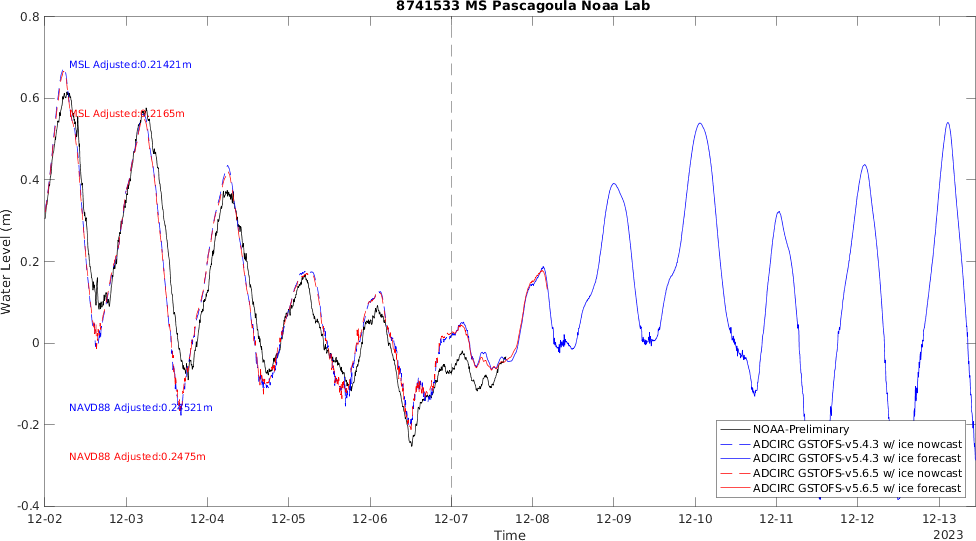 8741533 MS Pascagoula Noaa Lab
0.8
0.6
0.4
0.2
0
-0.2
-0.4
Water Level (m)
MSL Adjusted:0.21421m
MSL Adjusted:0.2165m
NAVD88 Adjusted:0.24521m
NAVD88 Adjusted:0.2475m
NOAA-Preliminary
ADCIRC GSTOFS-v5.4.3 w/ ice nowcast
ADCIRC GSTOFS-v5.4.3 w/ ice forecast
ADCIRC GSTOFS-v5.6.5 w/ ice nowcast
ADCIRC GSTOFS-v5.6.5 w/ ice forecast
12-02 12-03 12-04 12-05 12-06 12-07 12-08 12-09 12-10 12-11 12-12 12-13
Time
2023